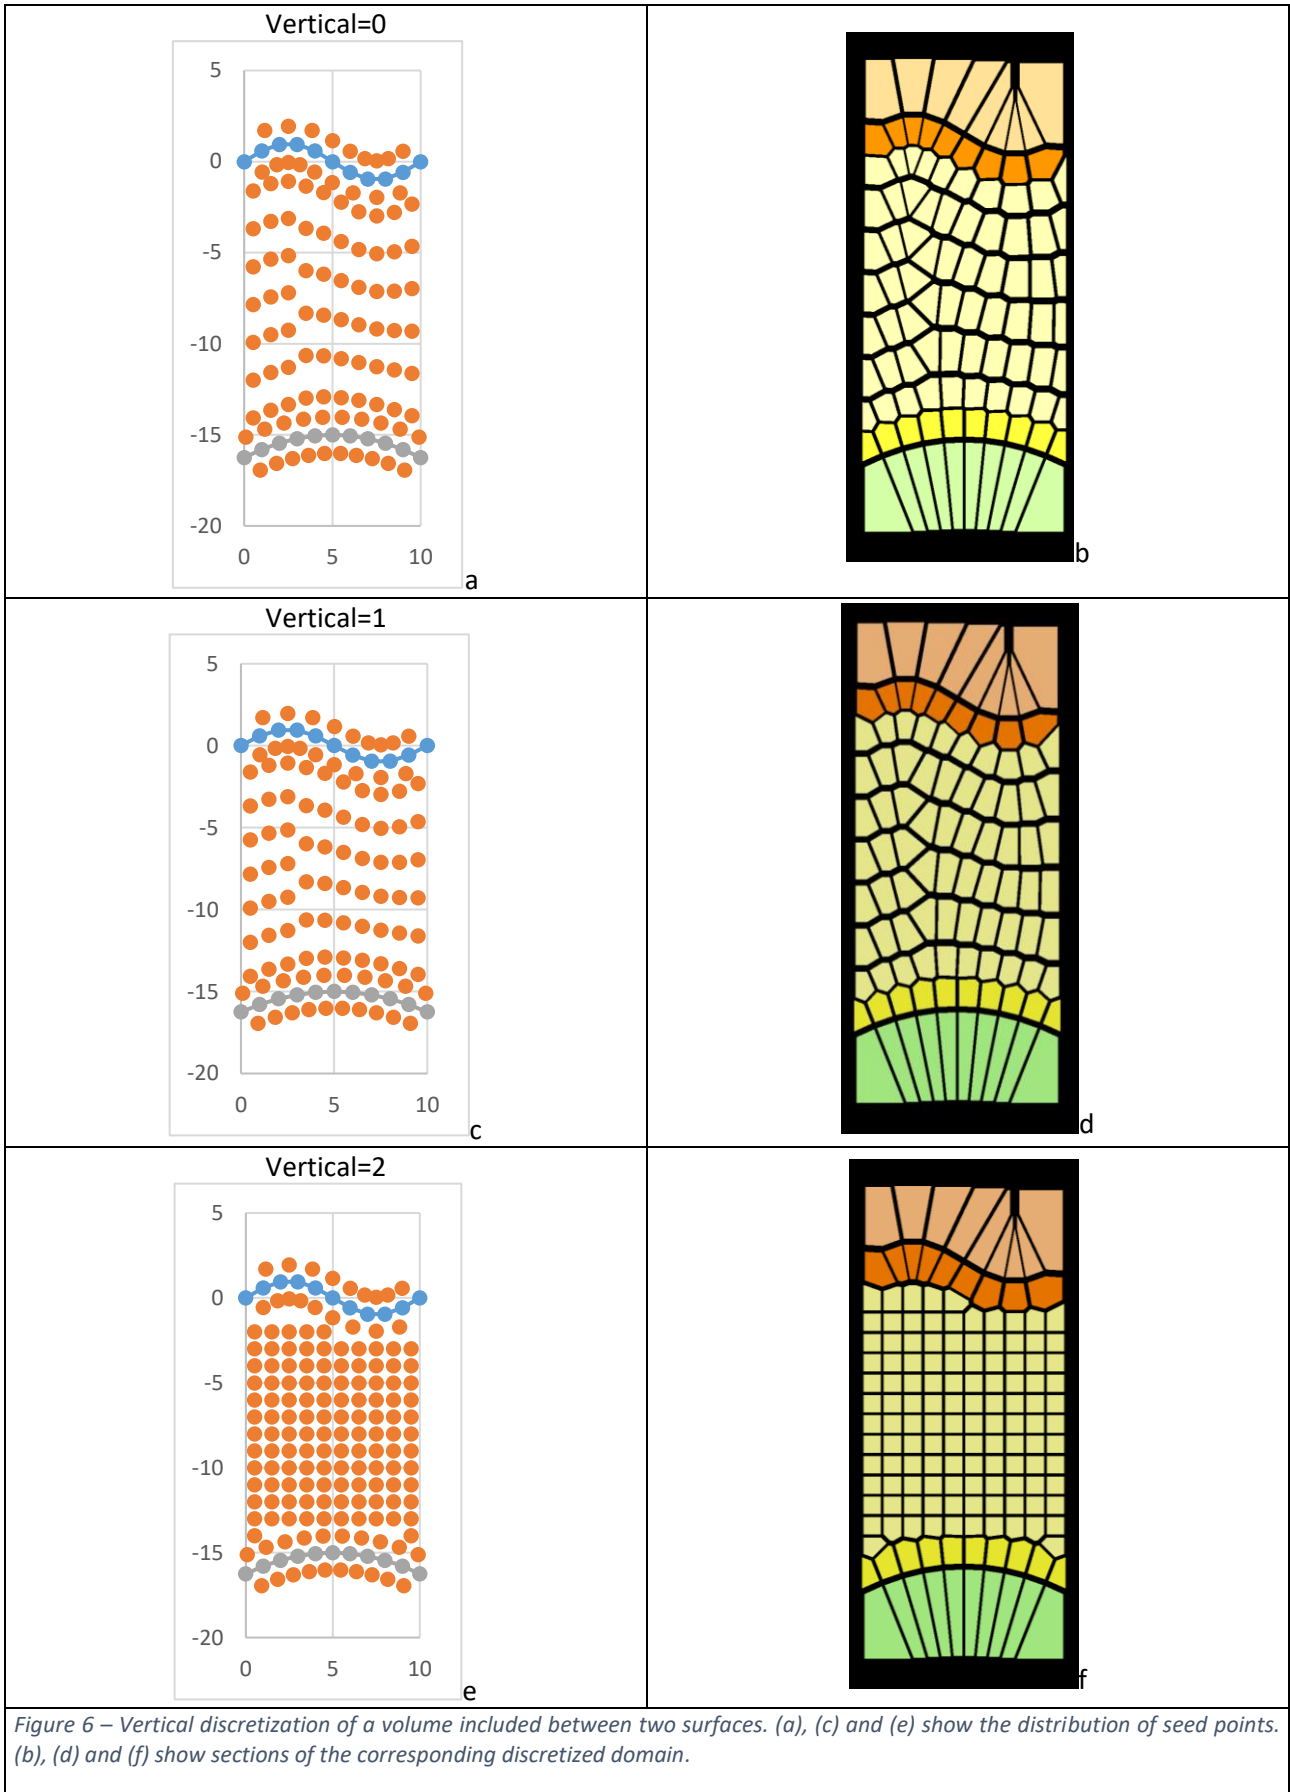 Vertical=0
5
0
-5
-10
-15
-20
0 5 10
a
b
Vertical=1
5
0
-5
-10
-15
-20
0 5 10
c
d
Vertical=2
5
0
-5
-10
-15
-20
0 5 10
e
f
Figure 6 – Vertical discretization of a volume included between two surfaces. (a), (c) and (e) show the distribution of seed points.
(b), (d) and (f) show sections of the corresponding discretized domain.